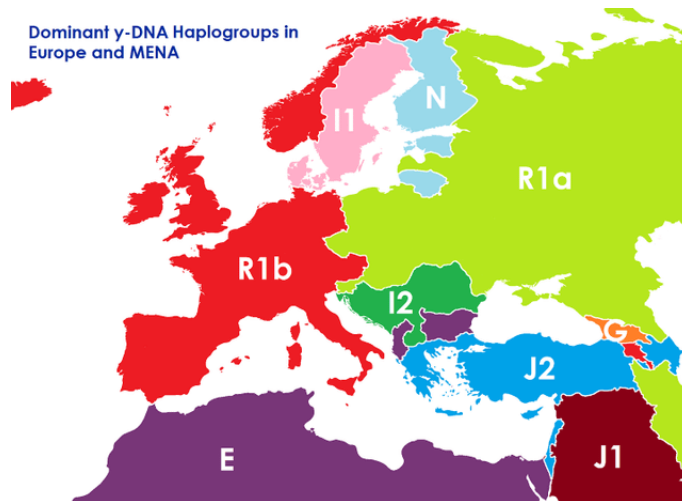 Dominant y-DNA Haplogroups in
Europe and MENA
N
I1
R1a
R1b
I2
G
J2
E
J1